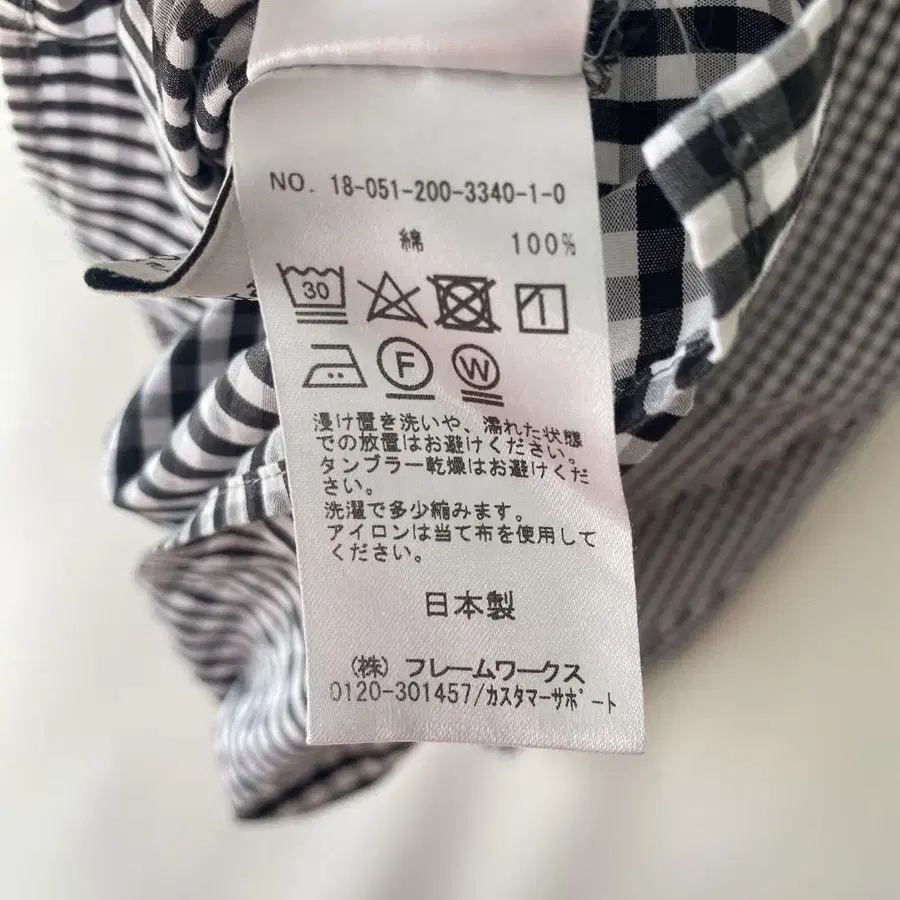 NO. 18-051-200-3340-1-0
綿 100%
30
F W
浸け置き洗いや、濡れた状態
での放置はお避けください。
タンブラー乾燥はお避けくだ
さい。
洗濯で多少縮みます。
アイロンは当て布を使用して
ください。
日本製
(株) フレームワークス
0120-301457/カスタマーサポート